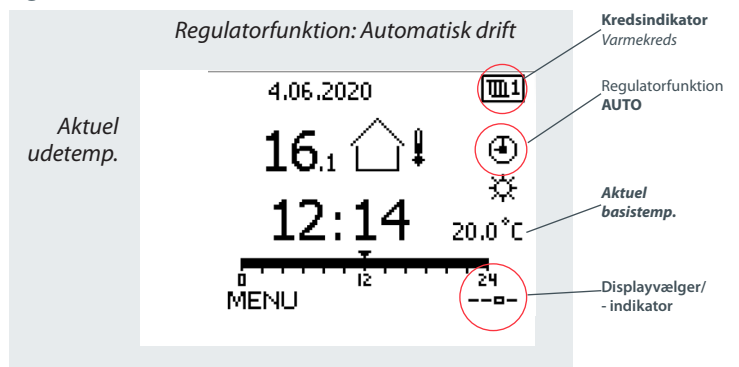 Regulatorfunktion: Automatisk drift
Kredsindikator
Varmekreds
4.06.2020
1
Regulatorfunktion
AUTO
Aktuel
udetemp.
16.1
Aktuel
basistemp.
12:14
20.0°C
0 12 24
MENU
Displayvælger/
- indikator